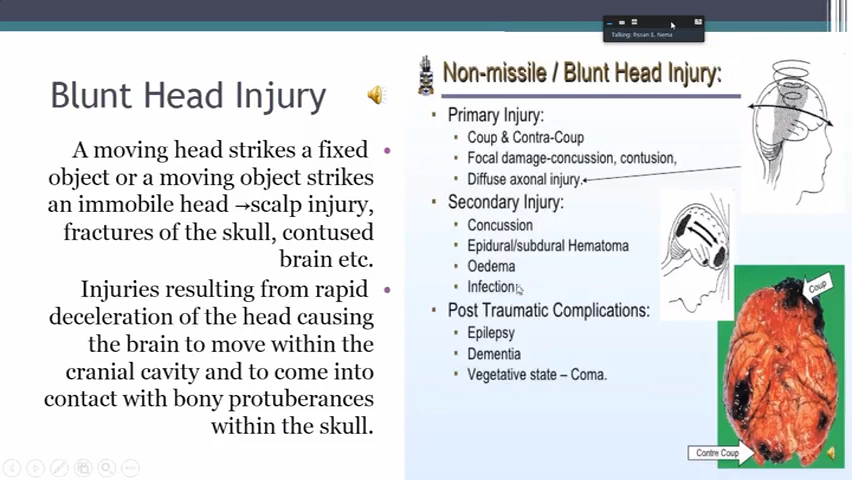 Talking: Rssan E. Nema
Blunt Head Injury
A moving head strikes a fixed
object or a moving object strikes
an immobile head →scalp injury,
fractures of the skull, contused
brain etc.
Injuries resulting from rapid
deceleration of the head causing
the brain to move within the
cranial cavity and to come into
contact with bony protuberances
within the skull.
Non-missile / Blunt Head Injury:
Primary Injury:
Coup & Contra-Coup
Focal damage-concussion, contusion,
Diffuse axonal injury.
Secondary Injury:
Concussion
Epidural/subdural Hematoma
Oedema
Infection
Post Traumatic Complications:
Epilepsy
Dementia
Vegetative state – Coma.
Coup
Contre Coup